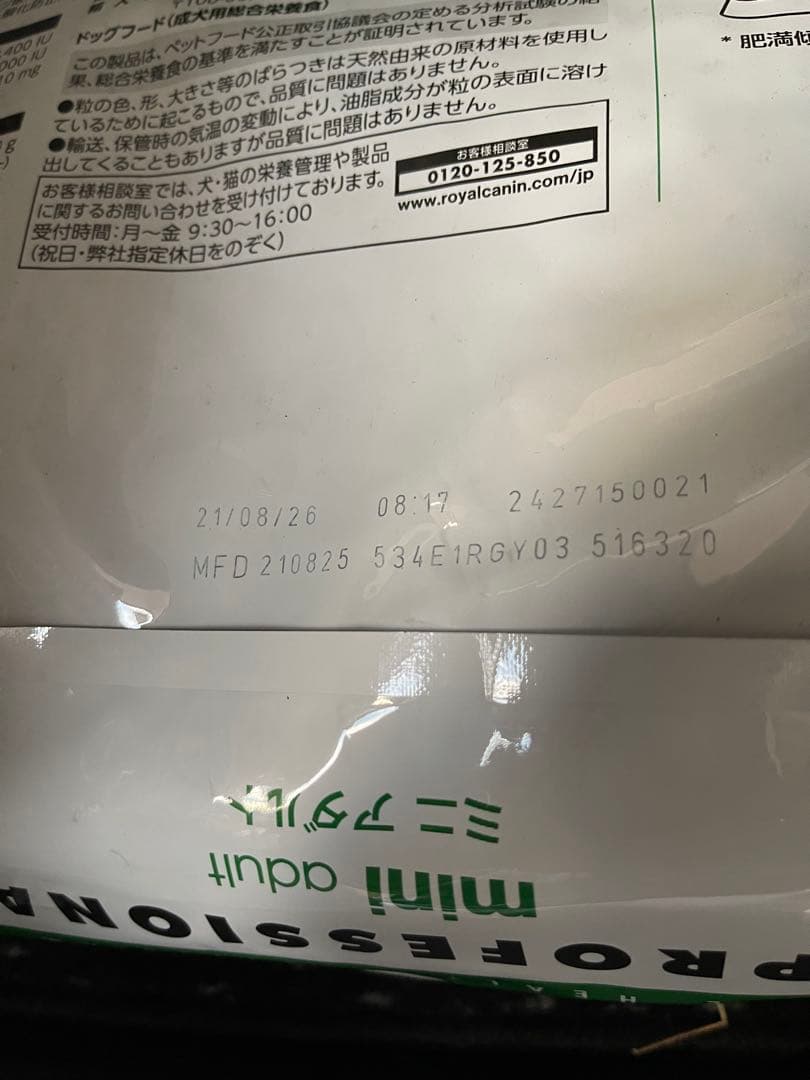 ドッグフード(成犬用総合栄養食)
この製品は、ペットフード公正取引協議会の定める分析試験の結
果、総合栄養食の基準を満たすことが証明されています。
●粒の色、形、大きさ等のばらつきは天然由来の原材料を使用し
ているために起こるもので、品質に問題はありません。
●輸送、保管時の気温の変動により、油脂成分が粒の表面に溶け
出してくることもありますが品質に問題はありません。
お客様相談室では、犬・猫の栄養管理や製品
に関するお問い合わせを受け付けております。
受付時間：月〜金 9:30〜16:00
(祝日・弊社指定休日をのぞく)
お客様相談室
0120-125-850
www.royalcanin.com/jp
* 肥満
21/08/26 08:17 2427150021
MFD 210825 534E1RGY03 516320
ミニ アダルト
mini adult
PROFESSIONA